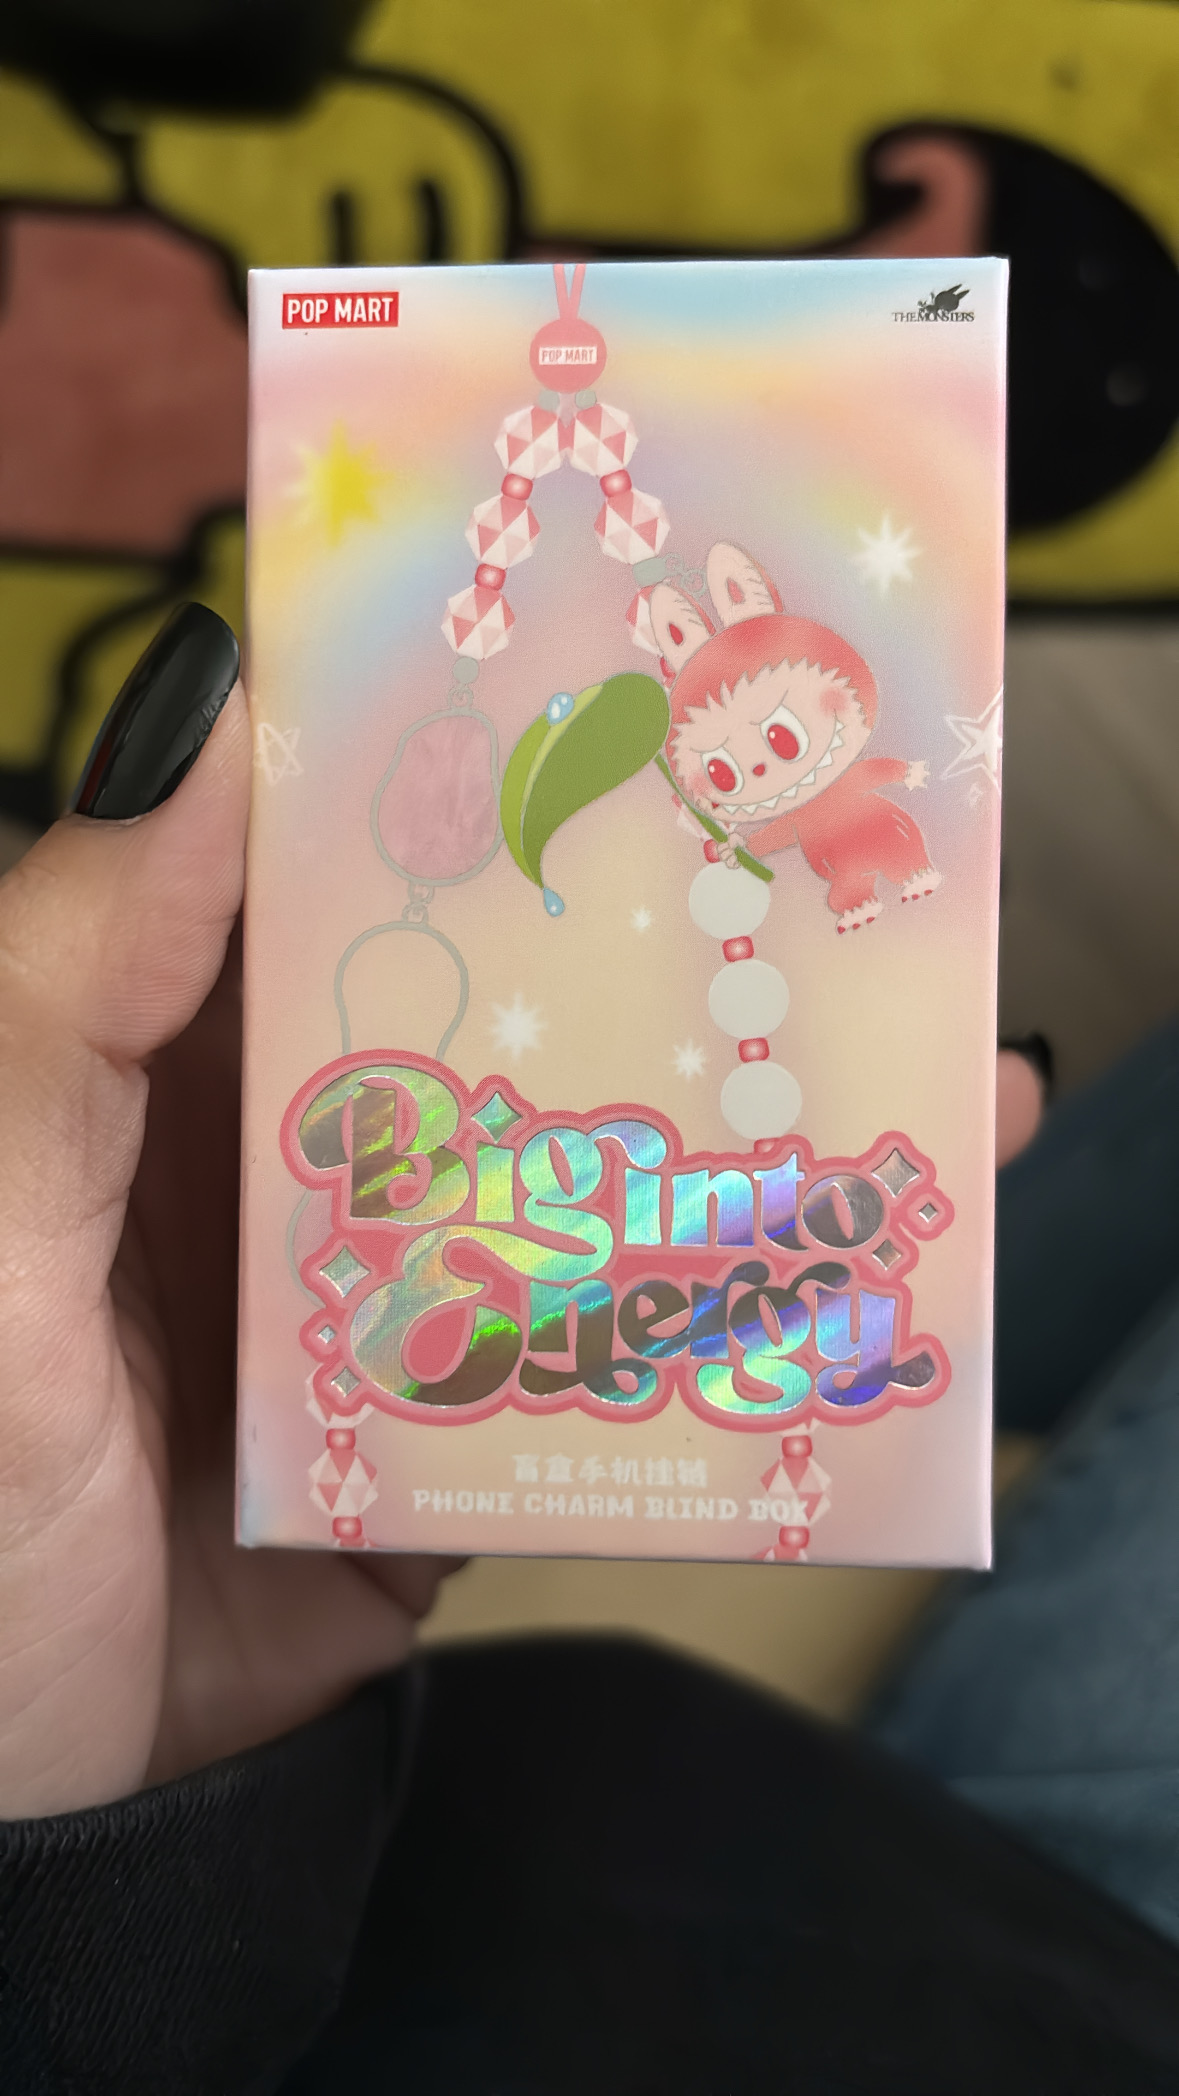 POP MART
THE MONSTERS
POP MART
Big into
Energy
盲盒手机挂链
PHONE CHARM BLIND BOX